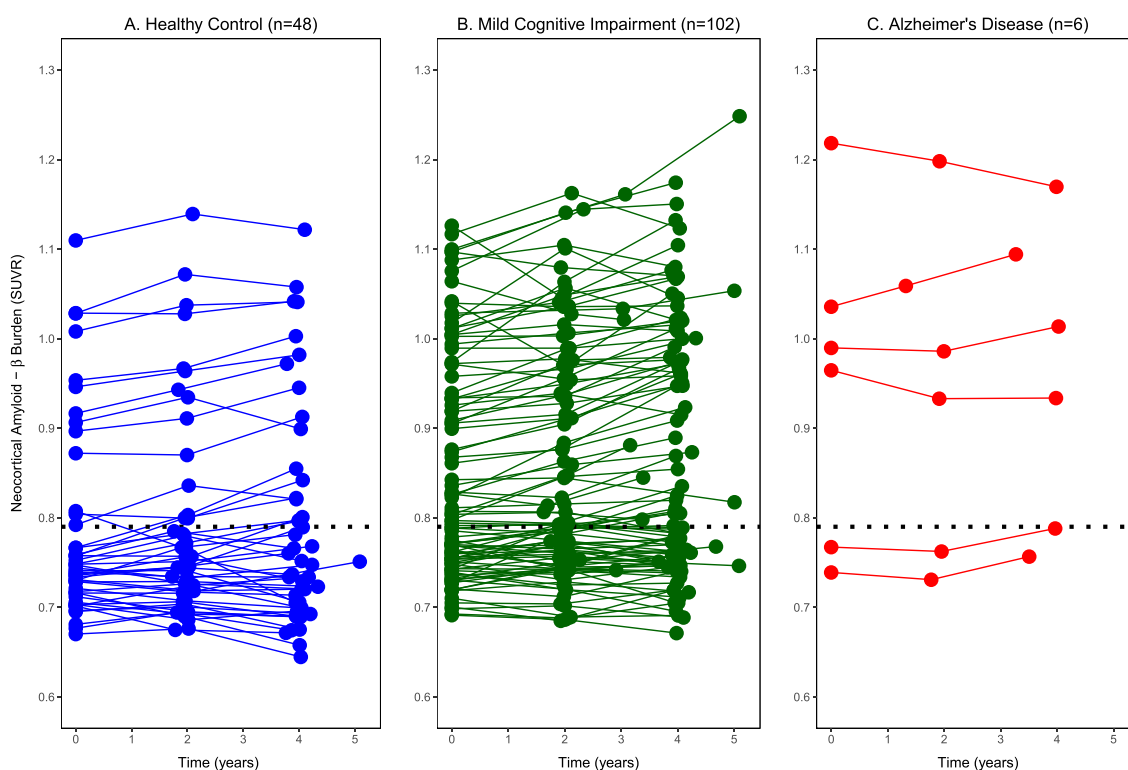 A. Healthy Control (n=48)
B. Mild Cognitive Impairment (n=102)
C. Alzheimer's Disease (n=6)
Neocortical Amyloid − β Burden (SUVR)
1.3
1.2
1.1
1.0
0.9
0.8
0.7
0.6
0 1 2 3 4 5
Time (years)
1.3
1.2
1.1
1.0
0.9
0.8
0.7
0.6
0 1 2 3 4 5
Time (years)
1.3
1.2
1.1
1.0
0.9
0.8
0.7
0.6
0 1 2 3 4 5
Time (years)